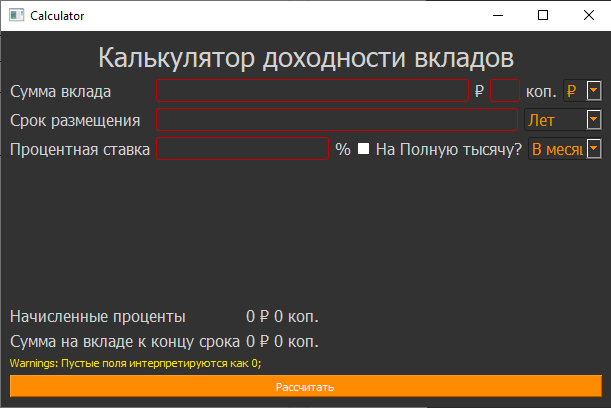 Calculator
Калькулятор доходности вкладов
Сумма вклада ₽ коп. ₽
Срок размещения Лет
Процентная ставка % На Полную тысячу?
Начисленные проценты 0 ₽ 0 коп.
Сумма на вкладе к концу срока 0 ₽ 0 коп.
Warnings: Пустые поля интерпретируются как 0;
Рассчитать